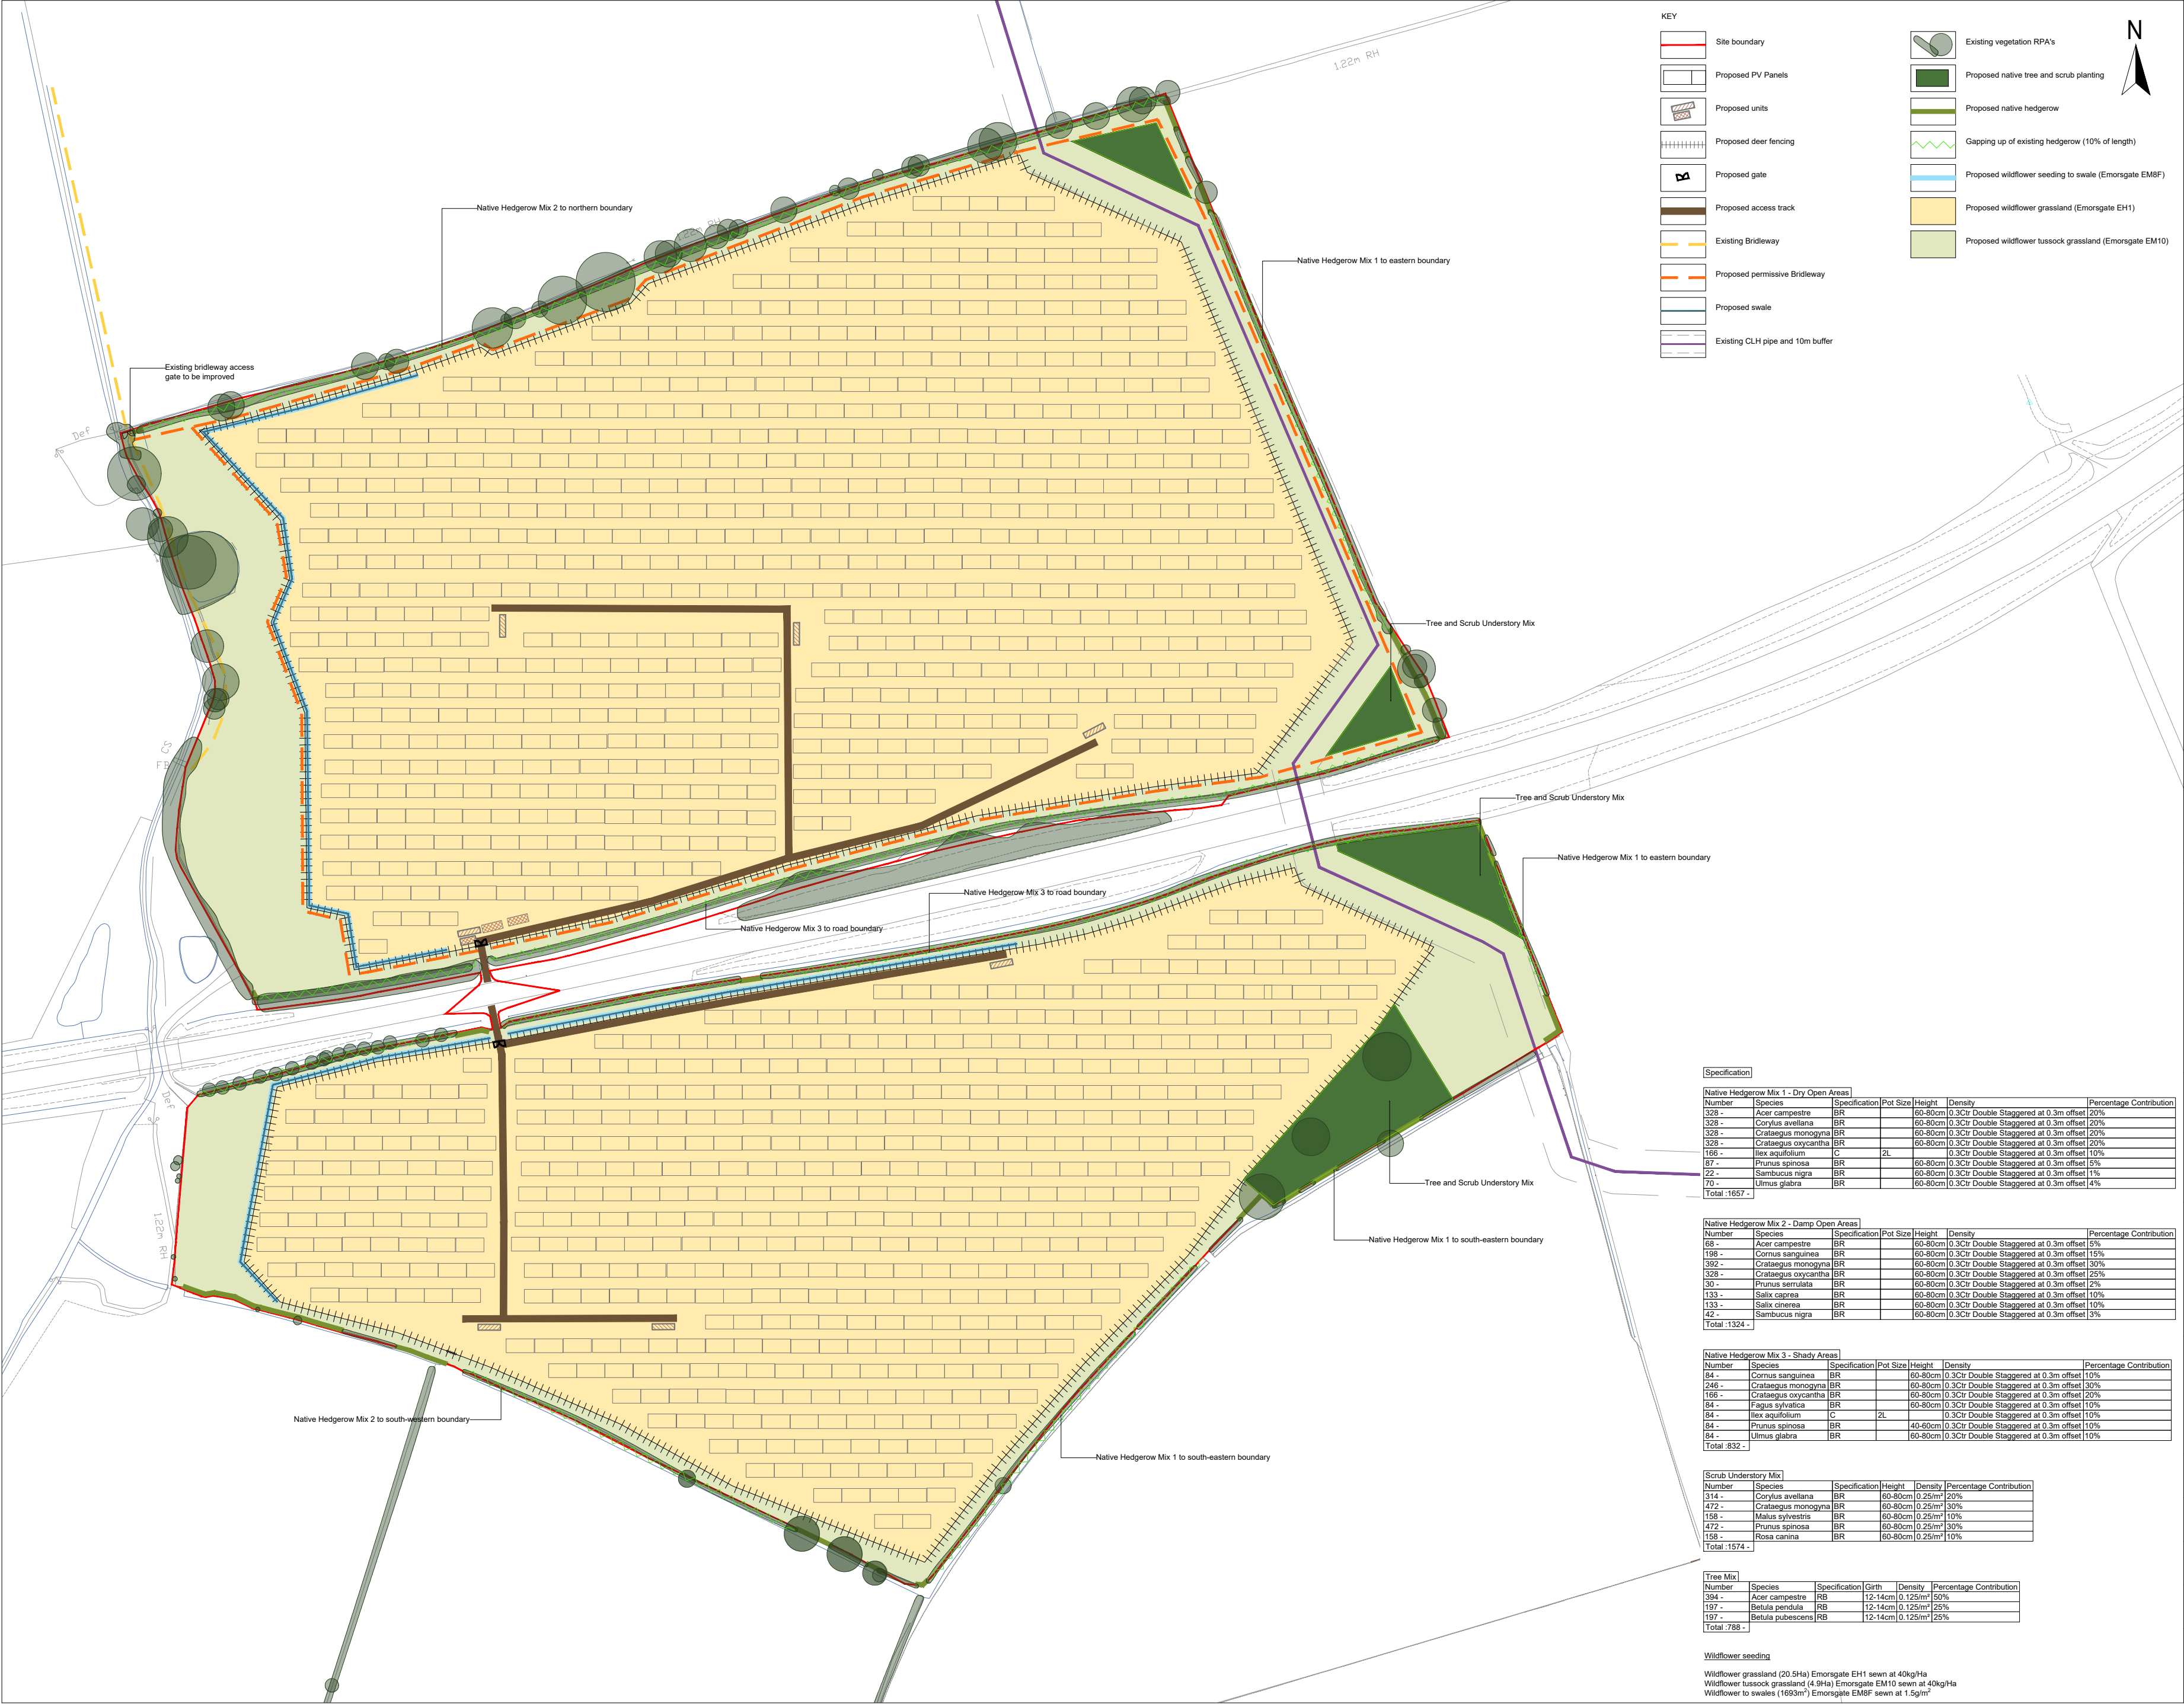 KEY
N
Site boundary
Proposed PV Panels
Proposed units
Proposed deer fencing
Proposed gate
Proposed access track
Existing Bridleway
Proposed permissive Bridleway
Proposed swale
Existing CLH pipe and 10m buffer
Existing vegetation RPA's
Proposed native tree and scrub planting
Proposed native hedgerow
Gapping up of existing hedgerow (10% of length)
Proposed wildflower seeding to swale (Emorsgate EM8F)
Proposed wildflower grassland (Emorsgate EH1)
Proposed wildflower tussock grassland (Emorsgate EM10)
1.22m RH
Native Hedgerow Mix 2 to northern boundary
1.22m RH
Native Hedgerow Mix 1 to eastern boundary
Existing bridleway access
gate to be improved
Def
Tree and Scrub Understory Mix
CS
FB
Tree and Scrub Understory Mix
Native Hedgerow Mix 1 to eastern boundary
Native Hedgerow Mix 3 to road boundary
Native Hedgerow Mix 3 to road boundary
Def
Tree and Scrub Understory Mix
1.22m RH
Native Hedgerow Mix 1 to south-eastern boundary
Native Hedgerow Mix 2 to south-western boundary
Native Hedgerow Mix 1 to south-eastern boundary
Specification
Native Hedgerow Mix 1 - Dry Open Areas
Number Species Specification Pot Size Height Density Percentage Contribution
328 - Acer campestre BR 60-80cm 0.3Ctr Double Staggered at 0.3m offset 20%
328 - Corylus avellana BR 60-80cm 0.3Ctr Double Staggered at 0.3m offset 20%
328 - Crataegus monogyna BR 60-80cm 0.3Ctr Double Staggered at 0.3m offset 20%
328 - Crataegus oxycantha BR 60-80cm 0.3Ctr Double Staggered at 0.3m offset 20%
166 - Ilex aquifolium C 2L 0.3Ctr Double Staggered at 0.3m offset 10%
87 - Prunus spinosa BR 60-80cm 0.3Ctr Double Staggered at 0.3m offset 5%
22 - Sambucus nigra BR 60-80cm 0.3Ctr Double Staggered at 0.3m offset 1%
70 - Ulmus glabra BR 60-80cm 0.3Ctr Double Staggered at 0.3m offset 4%
Total :1657 -
Native Hedgerow Mix 2 - Damp Open Areas
Number Species Specification Pot Size Height Density Percentage Contribution
68 - Acer campestre BR 60-80cm 0.3Ctr Double Staggered at 0.3m offset 5%
198 - Cornus sanguinea BR 60-80cm 0.3Ctr Double Staggered at 0.3m offset 15%
392 - Crataegus monogyna BR 60-80cm 0.3Ctr Double Staggered at 0.3m offset 30%
328 - Crataegus oxycantha BR 60-80cm 0.3Ctr Double Staggered at 0.3m offset 25%
30 - Prunus serrulata BR 60-80cm 0.3Ctr Double Staggered at 0.3m offset 2%
133 - Salix caprea BR 60-80cm 0.3Ctr Double Staggered at 0.3m offset 10%
133 - Salix cinerea BR 60-80cm 0.3Ctr Double Staggered at 0.3m offset 10%
42 - Sambucus nigra BR 60-80cm 0.3Ctr Double Staggered at 0.3m offset 3%
Total :1324 -
Native Hedgerow Mix 3 - Shady Areas
Number Species Specification Pot Size Height Density Percentage Contribution
84 - Cornus sanguinea BR 60-80cm 0.3Ctr Double Staggered at 0.3m offset 10%
246 - Crataegus monogyna BR 60-80cm 0.3Ctr Double Staggered at 0.3m offset 30%
166 - Crataegus oxycantha BR 60-80cm 0.3Ctr Double Staggered at 0.3m offset 20%
84 - Fagus sylvatica BR 60-80cm 0.3Ctr Double Staggered at 0.3m offset 10%
84 - Ilex aquifolium C 2L 0.3Ctr Double Staggered at 0.3m offset 10%
84 - Prunus spinosa BR 40-60cm 0.3Ctr Double Staggered at 0.3m offset 10%
84 - Ulmus glabra BR 60-80cm 0.3Ctr Double Staggered at 0.3m offset 10%
Total :832 -
Scrub Understory Mix
Number Species Specification Height Density Percentage Contribution
314 - Corylus avellana BR 60-80cm 0.25/m² 20%
472 - Crataegus monogyna BR 60-80cm 0.25/m² 30%
158 - Malus sylvestris BR 60-80cm 0.25/m² 10%
472 - Prunus spinosa BR 60-80cm 0.25/m² 30%
158 - Rosa canina BR 60-80cm 0.25/m² 10%
Total :1574 -
Tree Mix
Number Species Specification Girth Density Percentage Contribution
394 - Acer campestre RB 12-14cm 0.125/m² 50%
197 - Betula pendula RB 12-14cm 0.125/m² 25%
197 - Betula pubescens RB 12-14cm 0.125/m² 25%
Total :788 -
Wildflower seeding
Wildflower grassland (20.5Ha) Emorsgate EH1 sewn at 40kg/Ha
Wildflower tussock grassland (4.9Ha) Emorsgate EM10 sewn at 40kg/Ha
Wildflower to swales (1693m²) Emorsgate EM8F sewn at 1.5g/m²